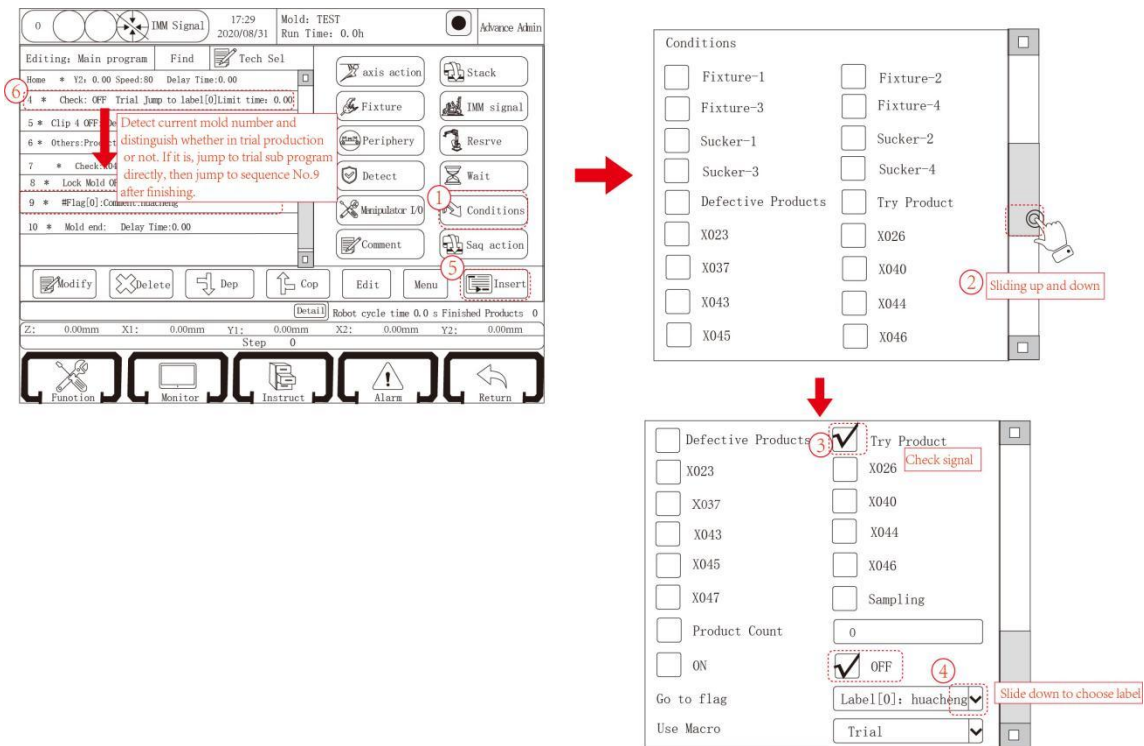 0
IMM Signal
17:29
2020/08/31
Mold: TEST
Run Time: 0.0h
Advance Admin
Editing: Main program
Find
Tech Sel
Home * Y2: 0.00 Speed:80 Delay Time:0.00
⑥
4 * Check: OFF Trial Jump to label[0]Limit time: 0.00
5 * Clip 4 OFF: De
6 * Others:Product
7 * Check:X04
8 * Lock Mold OF
9 * #Flag[0]:Comment:huacheng
10 * Mold end: Delay Time:0.00
Detect current mold number and
distinguish whether in trial production
or not. If it is, jump to trial sub program
directly, then jump to sequence No.9
after finishing.
axis action
Stack
Fixture
IMM signal
Periphery
Resrve
Detect
Wait
①
Manipulator I/O
Conditions
Comment
Saq action
⑤
Modify
Delete
Dep
Cop
Edit
Menu
Insert
Detail
Robot cycle time 0.0 s Finished Products 0
Z: 0.00mm X1: 0.00mm Y1: 0.00mm X2: 0.00mm Y2: 0.00mm
Step 0
Funotion
Monitor
Instruct
Alarm
Return
Conditions
Fixture-1
Fixture-2
Fixture-3
Fixture-4
Sucker-1
Sucker-2
Sucker-3
Sucker-4
Defective Products
Try Product
X023
X026
X037
X040
② Sliding up and down
X043
X044
X045
X046
Defective Products
③
Try Product
Check signal
X023
X026
X037
X040
X043
X044
X045
X046
X047
Sampling
Product Count
0
ON
OFF
④
Go to flag
Label[0]: huacheng
Slide down to choose label
Use Macro
Trial